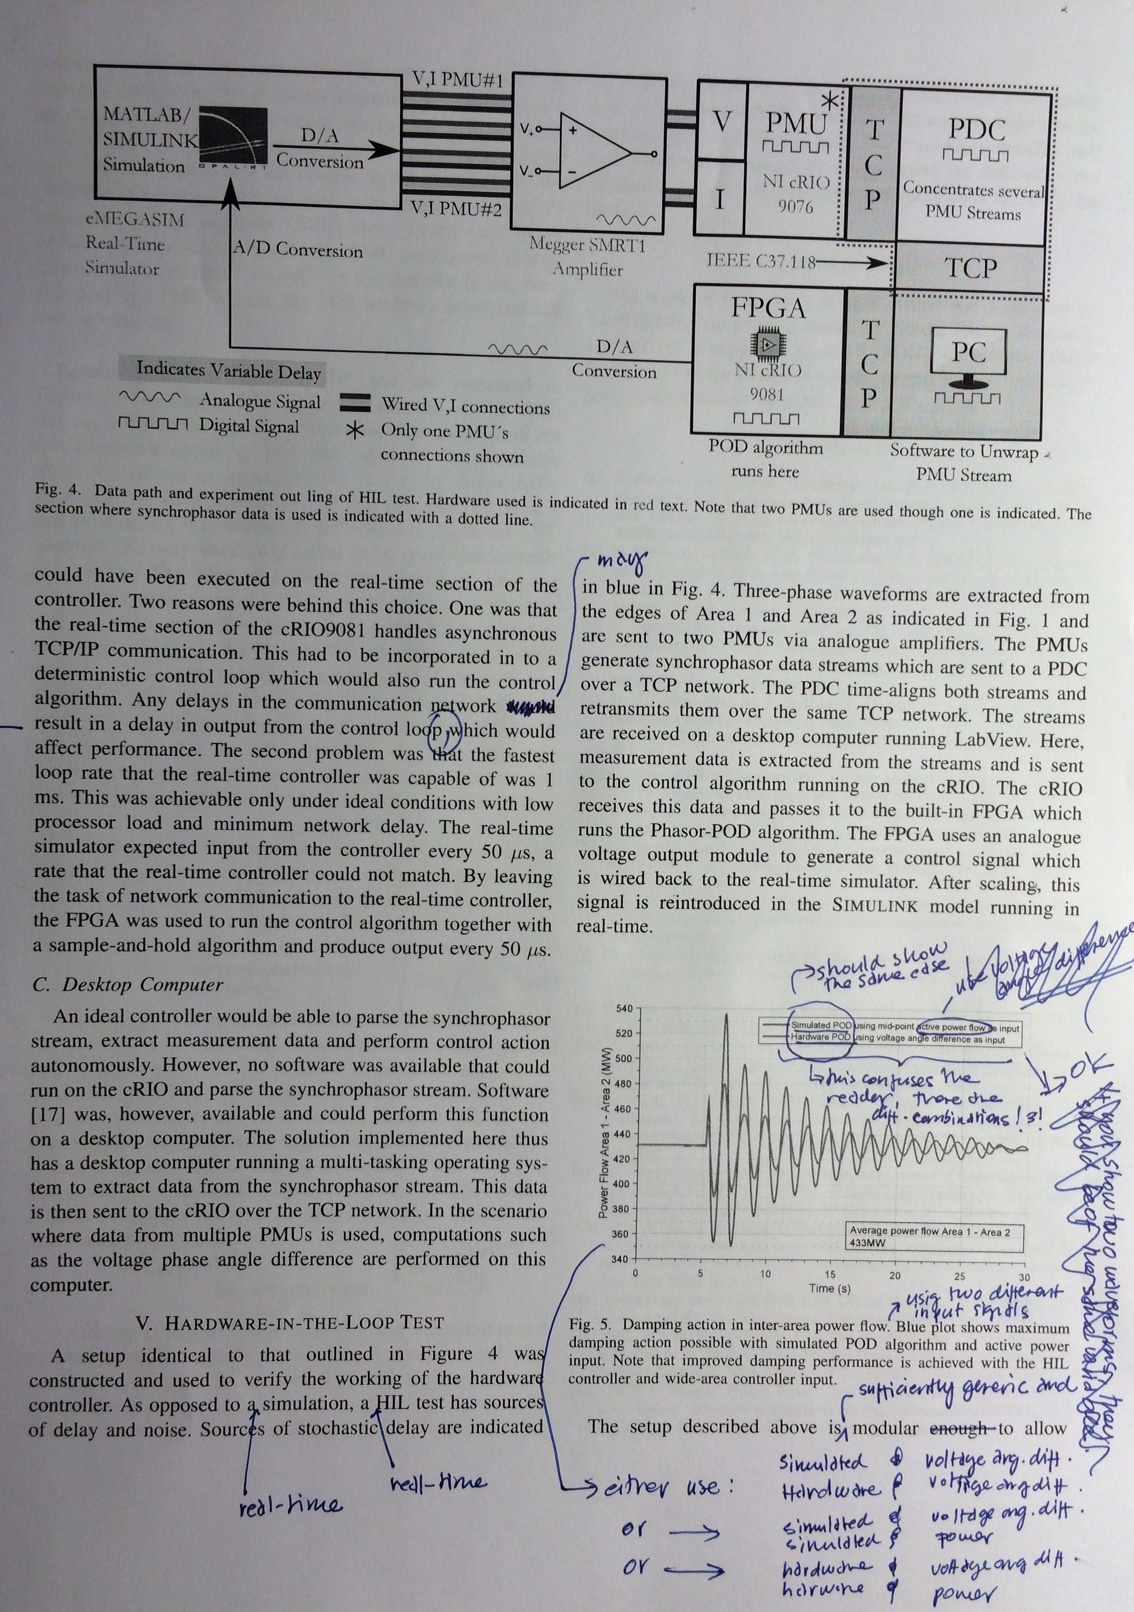 V,I PMU#1
MATLAB/
SIMULINK
Simulation
OPAL-RT
D/A
Conversion
V,I PMU#2
eMEGASIM
Real-Time
Simulator
A/D Conversion
V+
V-
+
-
Megger SMRT1
Amplifier
V
I
PMU
*
NI cRIO
9076
T
C
P
PDC
Concentrates several
PMU Streams
IEEE C37.118
TCP
FPGA
NI cRIO
9081
T
C
P
PC
D/A
Conversion
POD algorithm
runs here
Software to Unwrap
PMU Stream
Indicates Variable Delay
Analogue Signal
Digital Signal
Wired V,I connections
* Only one PMU´s
connections shown
Fig. 4. Data path and experiment out ling of HIL test. Hardware used is indicated in red text. Note that two PMUs are used though one is indicated. The
section where synchrophasor data is used is indicated with a dotted line.
could have been executed on the real-time section of the
controller. Two reasons were behind this choice. One was that
the real-time section of the cRIO9081 handles asynchronous
TCP/IP communication. This had to be incorporated in to a
deterministic control loop which would also run the control
algorithm. Any delays in the communication network
may
result in a delay in output from the control loop, which would
affect performance. The second problem was that the fastest
loop rate that the real-time controller was capable of was 1
ms. This was achievable only under ideal conditions with low
processor load and minimum network delay. The real-time
simulator expected input from the controller every 50 μs, a
rate that the real-time controller could not match. By leaving
the task of network communication to the real-time controller,
the FPGA was used to run the control algorithm together with
a sample-and-hold algorithm and produce output every 50 μs.
C. Desktop Computer
An ideal controller would be able to parse the synchrophasor
stream, extract measurement data and perform control action
autonomously. However, no software was available that could
run on the cRIO and parse the synchrophasor stream. Software
[17] was, however, available and could perform this function
on a desktop computer. The solution implemented here thus
has a desktop computer running a multi-tasking operating sys-
tem to extract data from the synchrophasor stream. This data
is then sent to the cRIO over the TCP network. In the scenario
where data from multiple PMUs is used, computations such
as the voltage phase angle difference are performed on this
computer.
V. HARDWARE-IN-THE-LOOP TEST
A setup identical to that outlined in Figure 4 was
constructed and used to verify the working of the hardware
controller. As opposed to a simulation, a HIL test has sources
of delay and noise. Sources of stochastic delay are indicated
real-time
real-time
in blue in Fig. 4. Three-phase waveforms are extracted from
the edges of Area 1 and Area 2 as indicated in Fig. 1 and
are sent to two PMUs via analogue amplifiers. The PMUs
generate synchrophasor data streams which are sent to a PDC
over a TCP network. The PDC time-aligns both streams and
retransmits them over the same TCP network. The streams
are received on a desktop computer running LabView. Here,
measurement data is extracted from the streams and is sent
to the control algorithm running on the cRIO. The cRIO
receives this data and passes it to the built-in FPGA which
runs the Phasor-POD algorithm. The FPGA uses an analogue
voltage output module to generate a control signal which
is wired back to the real-time simulator. After scaling, this
signal is reintroduced in the SIMULINK model running in
real-time.
should show
the same case
use voltage
angle difference
Simulated POD using mid-point active power flow as input
Hardware POD using voltage angle difference as input
this confuses the
reader, there are
diff. combinations! 3!
OK if you show two waveforms, they
should be of
Power Flow Area 1 - Area 2 (MW)
540
520
500
480
460
440
420
400
380
360
340
Average power flow Area 1 - Area 2
433MW
0 5 10 15 20 25 30
Time (s)
using two different
input signals
Fig. 5. Damping action in inter-area power flow. Blue plot shows maximum
damping action possible with simulated POD algorithm and active power
input. Note that improved damping performance is achieved with the HIL
controller and wide-area controller input.
sufficiently generic and
The setup described above is modular enough to allow
either use: simulated & voltage ang. diff.
Hardware & voltage ang diff.
or → simulated & voltage ang. diff.
simulated & power
or → hardware & voltage ang diff.
harware & power